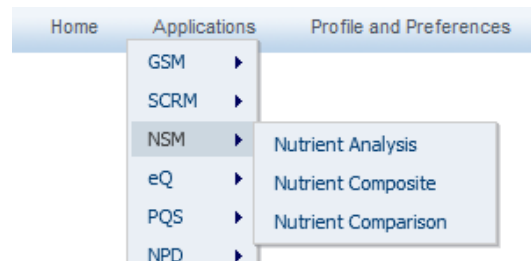 Home Applications Profile and Preferences
GSM
SCRM
NSM Nutrient Analysis
eQ Nutrient Composite
PQS Nutrient Comparison
NPD